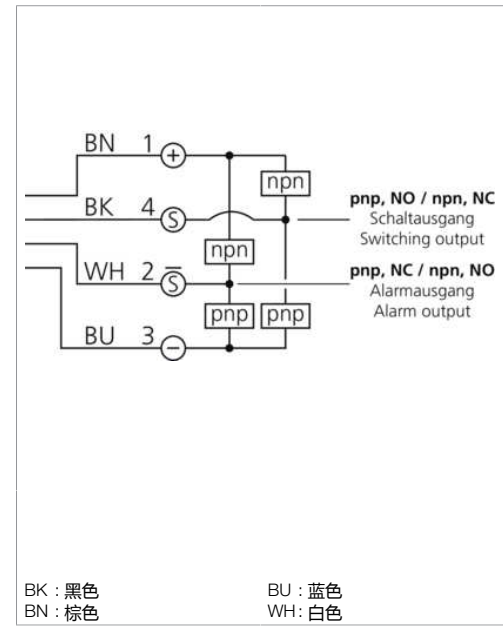 BN 1 +
npn
BK 4 S
pnp, NO / npn, NC
Schaltausgang
Switching output
npn
WH 2 S̅
pnp, NC / npn, NO
Alarmausgang
Alarm output
pnp pnp
BU 3 −
BK : 黑色 BU : 蓝色
BN : 棕色 WH : 白色